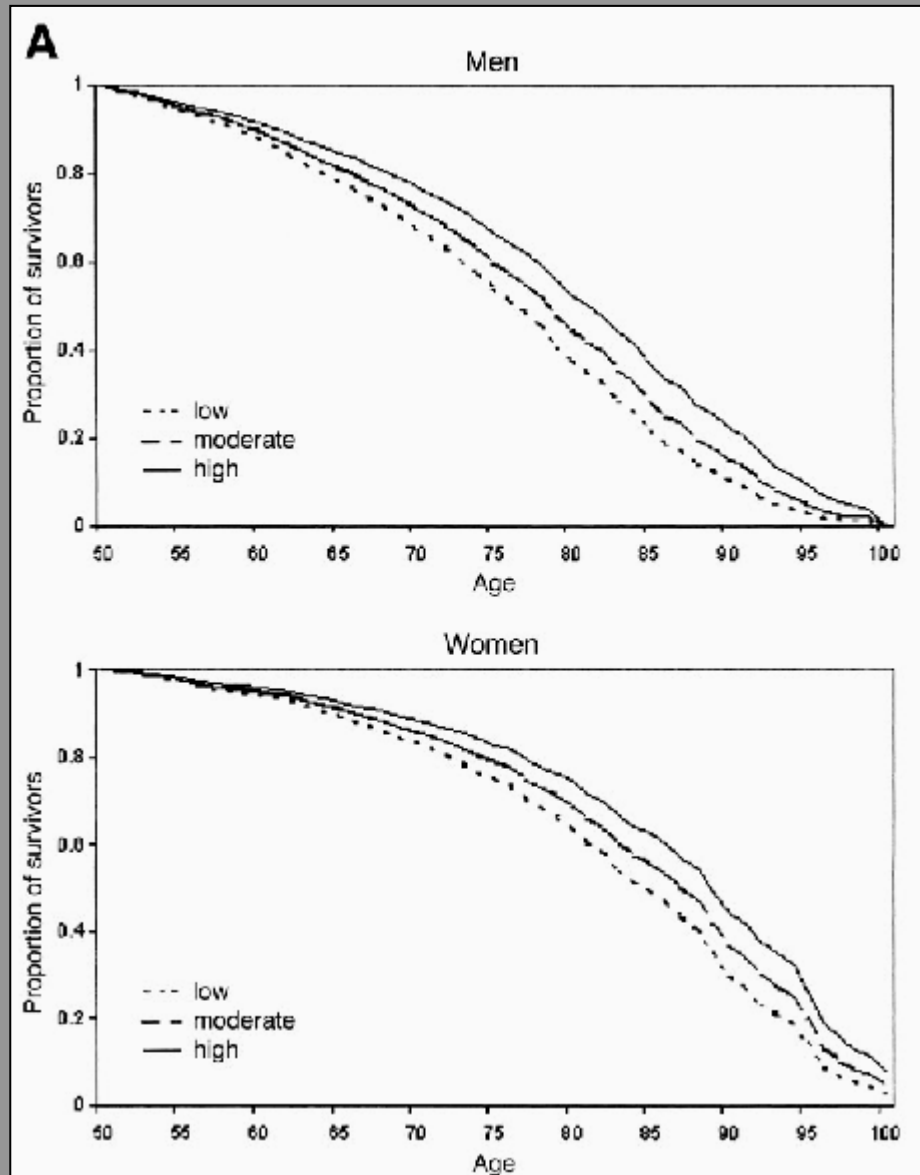 A
Men
Proportion of survivors
1
0.8
0.6
0.4
0.2
0
low
moderate
high
50 55 60 65 70 75 80 85 90 95 100
Age
Women
Proportion of survivors
1
0.8
0.6
0.4
0.2
0
low
moderate
high
50 55 60 65 70 75 80 85 90 95 100
Age